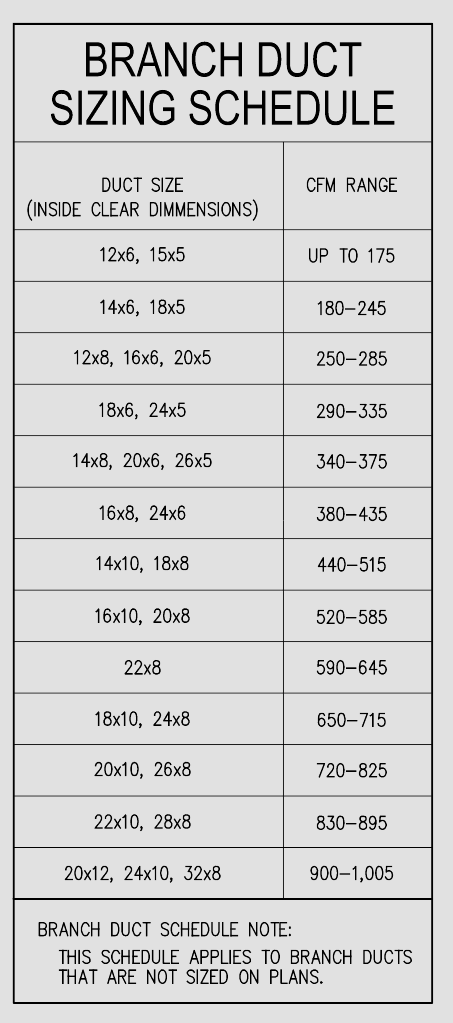 BRANCH DUCT
SIZING SCHEDULE
DUCT SIZE
(INSIDE CLEAR DIMMENSIONS)
CFM RANGE
12x6, 15x5
UP TO 175
14x6, 18x5
180-245
12x8, 16x6, 20x5
250-285
18x6, 24x5
290-335
14x8, 20x6, 26x5
340-375
16x8, 24x6
380-435
14x10, 18x8
440-515
16x10, 20x8
520-585
22x8
590-645
18x10, 24x8
650-715
20x10, 26x8
720-825
22x10, 28x8
830-895
20x12, 24x10, 32x8
900-1,005
BRANCH DUCT SCHEDULE NOTE:
THIS SCHEDULE APPLIES TO BRANCH DUCTS
THAT ARE NOT SIZED ON PLANS.